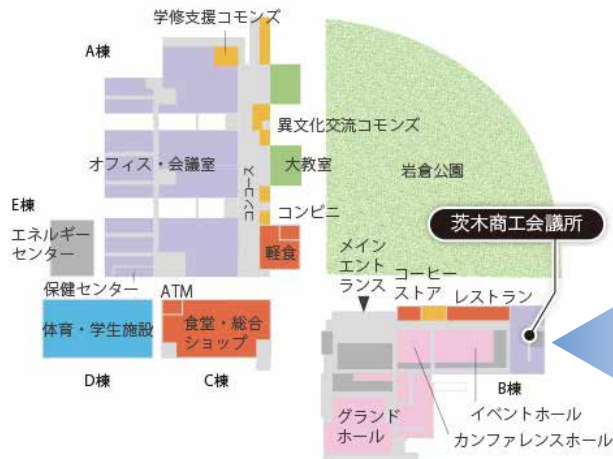 学修支援コモンズ
A棟
異文化交流コモンズ
オフィス・会議室
コンコース
大教室
岩倉公園
E棟
コンビニ
茨木商工会議所
エネルギー
センター
軽食
メイン
エント
ランス
コーヒー
ストア
レストラン
保健センター
ATM
体育・学生施設
食堂・総合
ショップ
D棟
C棟
B棟
グランド
ホール
イベントホール
カンファレンスホール